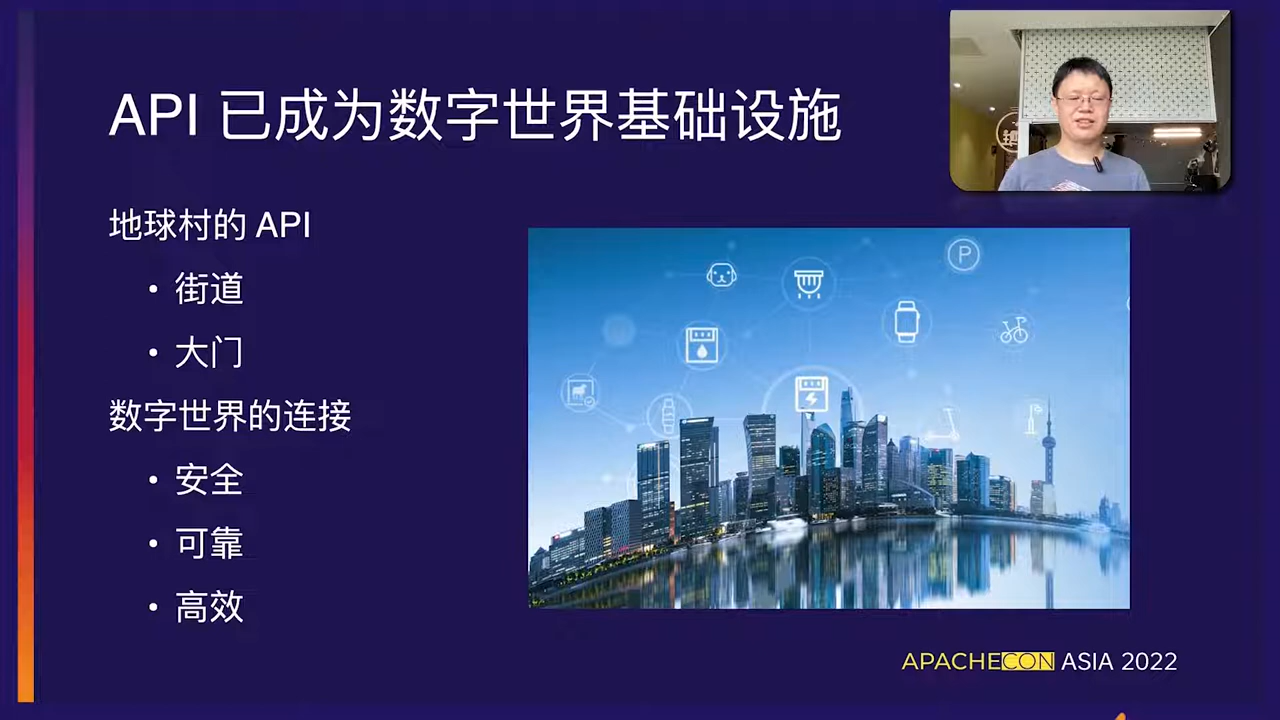 API 已成为数字世界基础设施
地球村的 API
• 街道
• 大门
数字世界的连接
• 安全
• 可靠
• 高效
P
APACHECON ASIA 2022